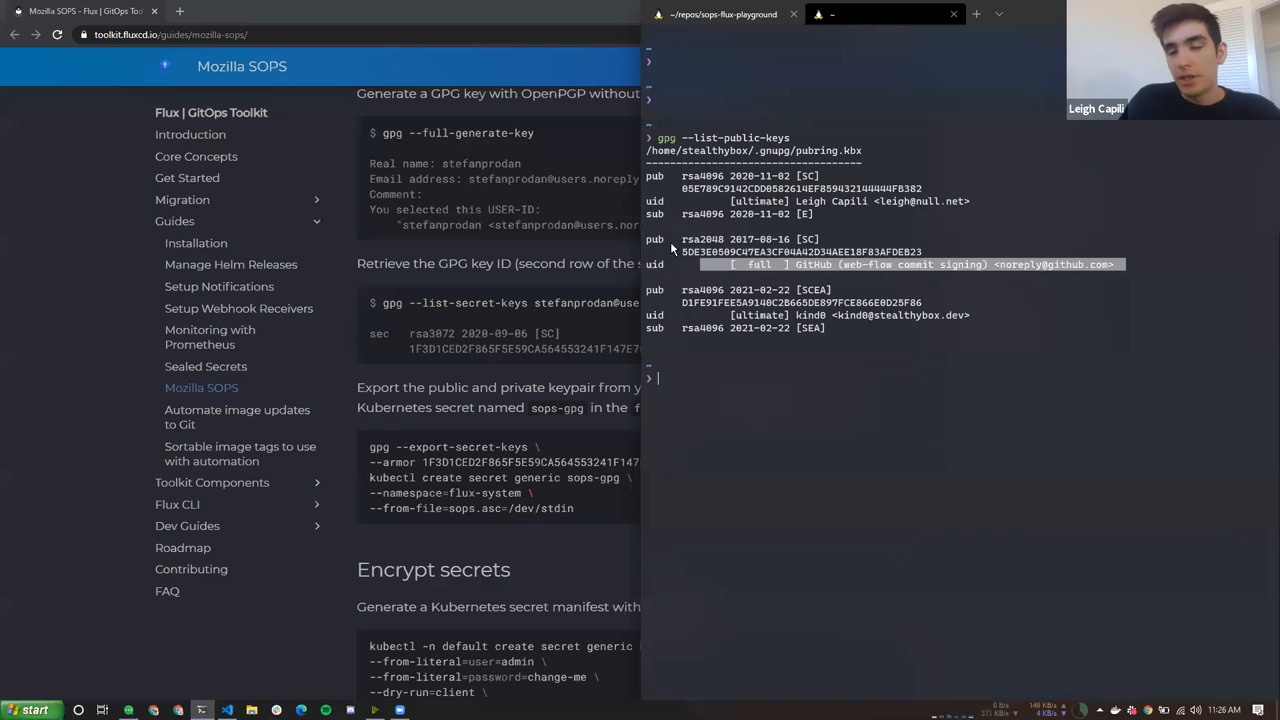 Mozilla SOPS - Flux | GitOps Too
toolkit.fluxcd.io/guides/mozilla-sops/
Mozilla SOPS
Flux | GitOps Toolkit
Introduction
Core Concepts
Get Started
Migration
Guides
Installation
Manage Helm Releases
Setup Notifications
Setup Webhook Receivers
Monitoring with
Prometheus
Sealed Secrets
Mozilla SOPS
Automate image updates
to Git
Sortable image tags to use
with automation
Toolkit Components
Flux CLI
Dev Guides
Roadmap
Contributing
FAQ
Generate a GPG key with OpenPGP without
$ gpg --full-generate-key
Real name: stefanprodan
Email address: stefanprodan@users.noreply
Comment:
You selected this USER-ID:
"stefanprodan <stefanprodan@users.no
Retrieve the GPG key ID (second row of the s
$ gpg --list-secret-keys stefanprodan@users
sec rsa3072 2020-09-06 [SC]
1F3D1CED2F865F5E59CA564553241F147E7
Export the public and private keypair from y
Kubernetes secret named sops-gpg in the f
gpg --export-secret-keys \
--armor 1F3D1CED2F865F5E59CA564553241F147
kubectl create secret generic sops-gpg \
--namespace=flux-system \
--from-file=sops.asc=/dev/stdin
Encrypt secrets
Generate a Kubernetes secret manifest with
kubectl -n default create secret generic
--from-literal=user=admin \
--from-literal=password=change-me \
--dry-run=client \
~/repos/sops-flux-playground
~
~
❯
~
❯
~
❯ gpg --list-public-keys
/home/stealthybox/.gnupg/pubring.kbx
------------------------------------
pub rsa4096 2020-11-02 [SC]
05E789C9142CDD0582614EF859432144444FB382
uid [ultimate] Leigh Capili <leigh@null.net>
sub rsa4096 2020-11-02 [E]
pub rsa2048 2017-08-16 [SC]
5DE3E0509C47EA3CF04A42D34AEE18F83AFDEB23
uid [ full ] GitHub (web-flow commit signing) <noreply@github.com>
pub rsa4096 2021-02-22 [SCEA]
D1FE91FEE5A9140C2B665DE897FCE866E0D25F86
uid [ultimate] kind0 <kind0@stealthybox.dev>
sub rsa4096 2021-02-22 [SEA]
~
❯
Leigh Capili
start
0 B/s
371 KB/s
149 KB/s
4 KB/s
11:26 AM